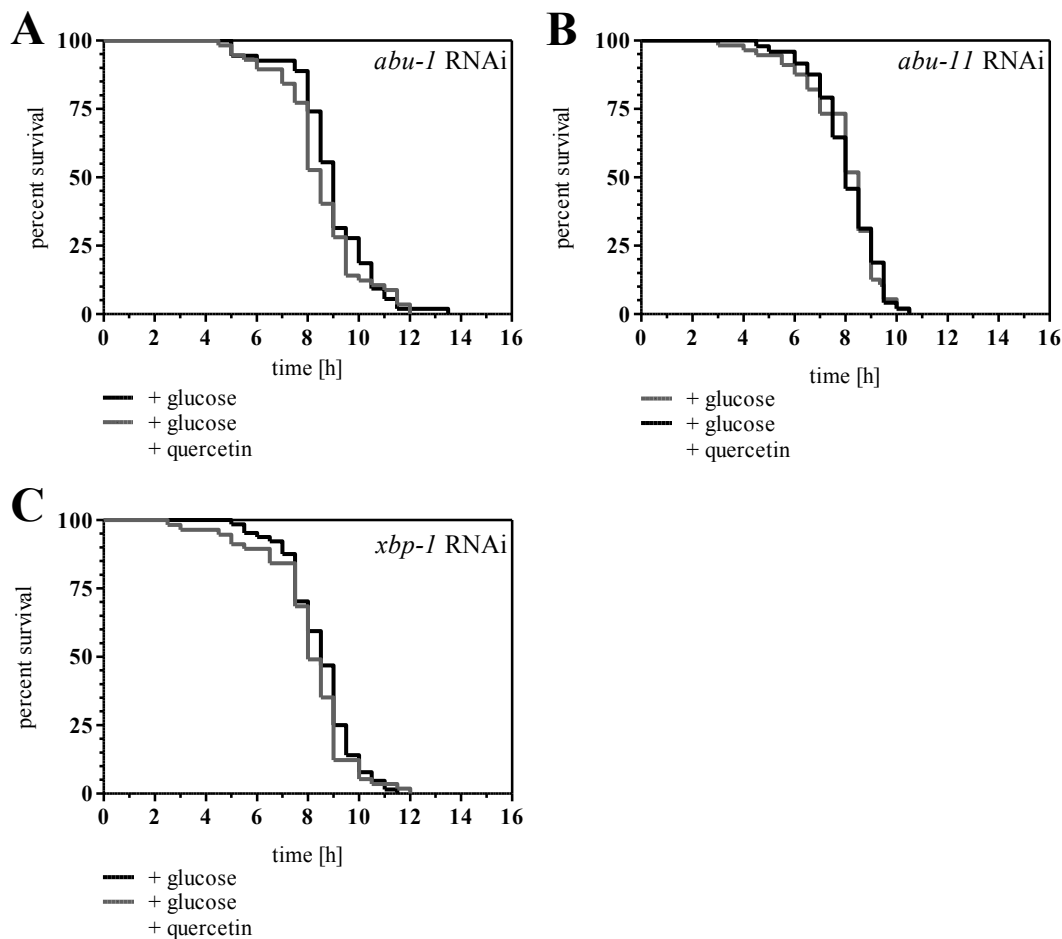 A
abu-1 RNAi
percent survival
100
75
50
25
0
0 2 4 6 8 10 12 14 16
time [h]
+ glucose
+ glucose
+ quercetin
B
abu-11 RNAi
percent survival
100
75
50
25
0
0 2 4 6 8 10 12 14 16
time [h]
+ glucose
+ glucose
+ quercetin
C
xbp-1 RNAi
percent survival
100
75
50
25
0
0 2 4 6 8 10 12 14 16
time [h]
+ glucose
+ glucose
+ quercetin